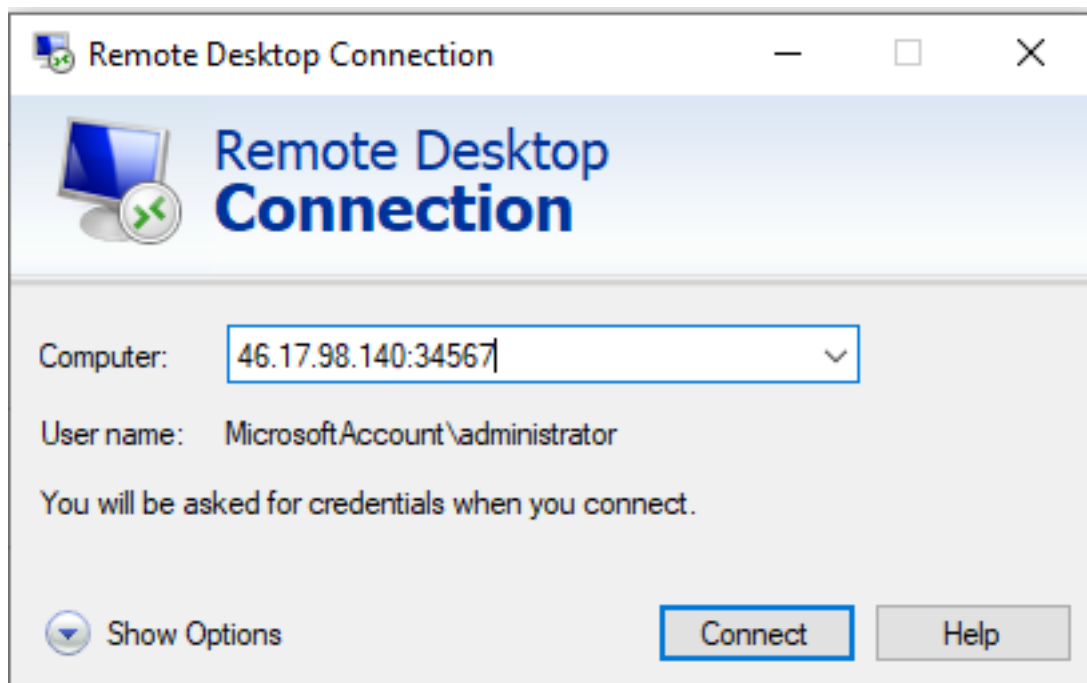 Remote Desktop Connection
Remote Desktop
Connection
Computer: 46.17.98.140:34567
User name: MicrosoftAccount\administrator
You will be asked for credentials when you connect.
Show Options Connect Help